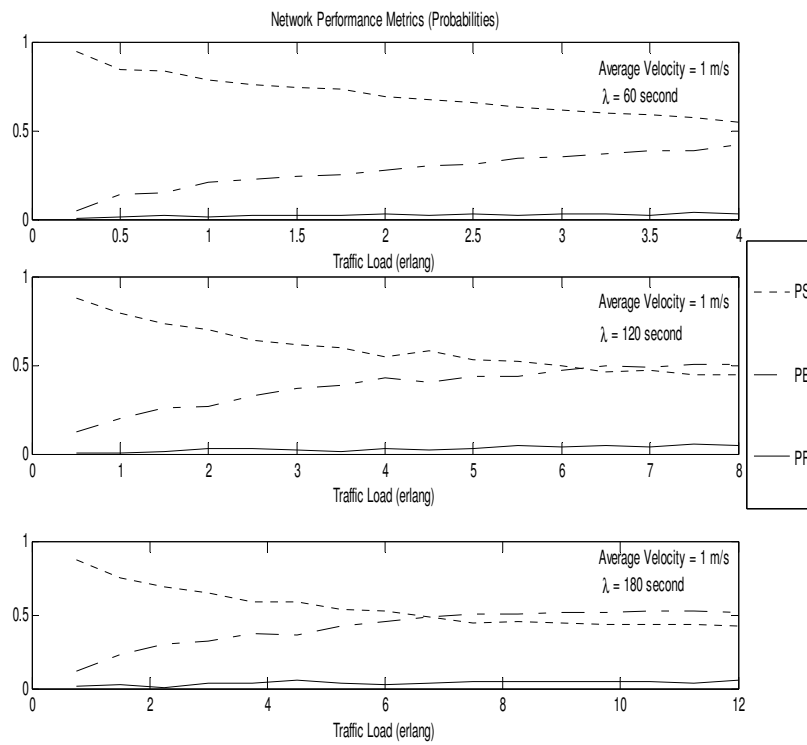 Network Performance Metrics (Probabilities)
1
0.5
0
Average Velocity = 1 m/s
λ = 60 second
0 0.5 1 1.5 2 2.5 3 3.5 4
Traffic Load (erlang)
1
0.5
0
Average Velocity = 1 m/s
λ = 120 second
0 1 2 3 4 5 6 7 8
Traffic Load (erlang)
PS
1
0.5
0
Average Velocity = 1 m/s
λ = 180 second
0 2 4 6 8 10 12
Traffic Load (erlang)